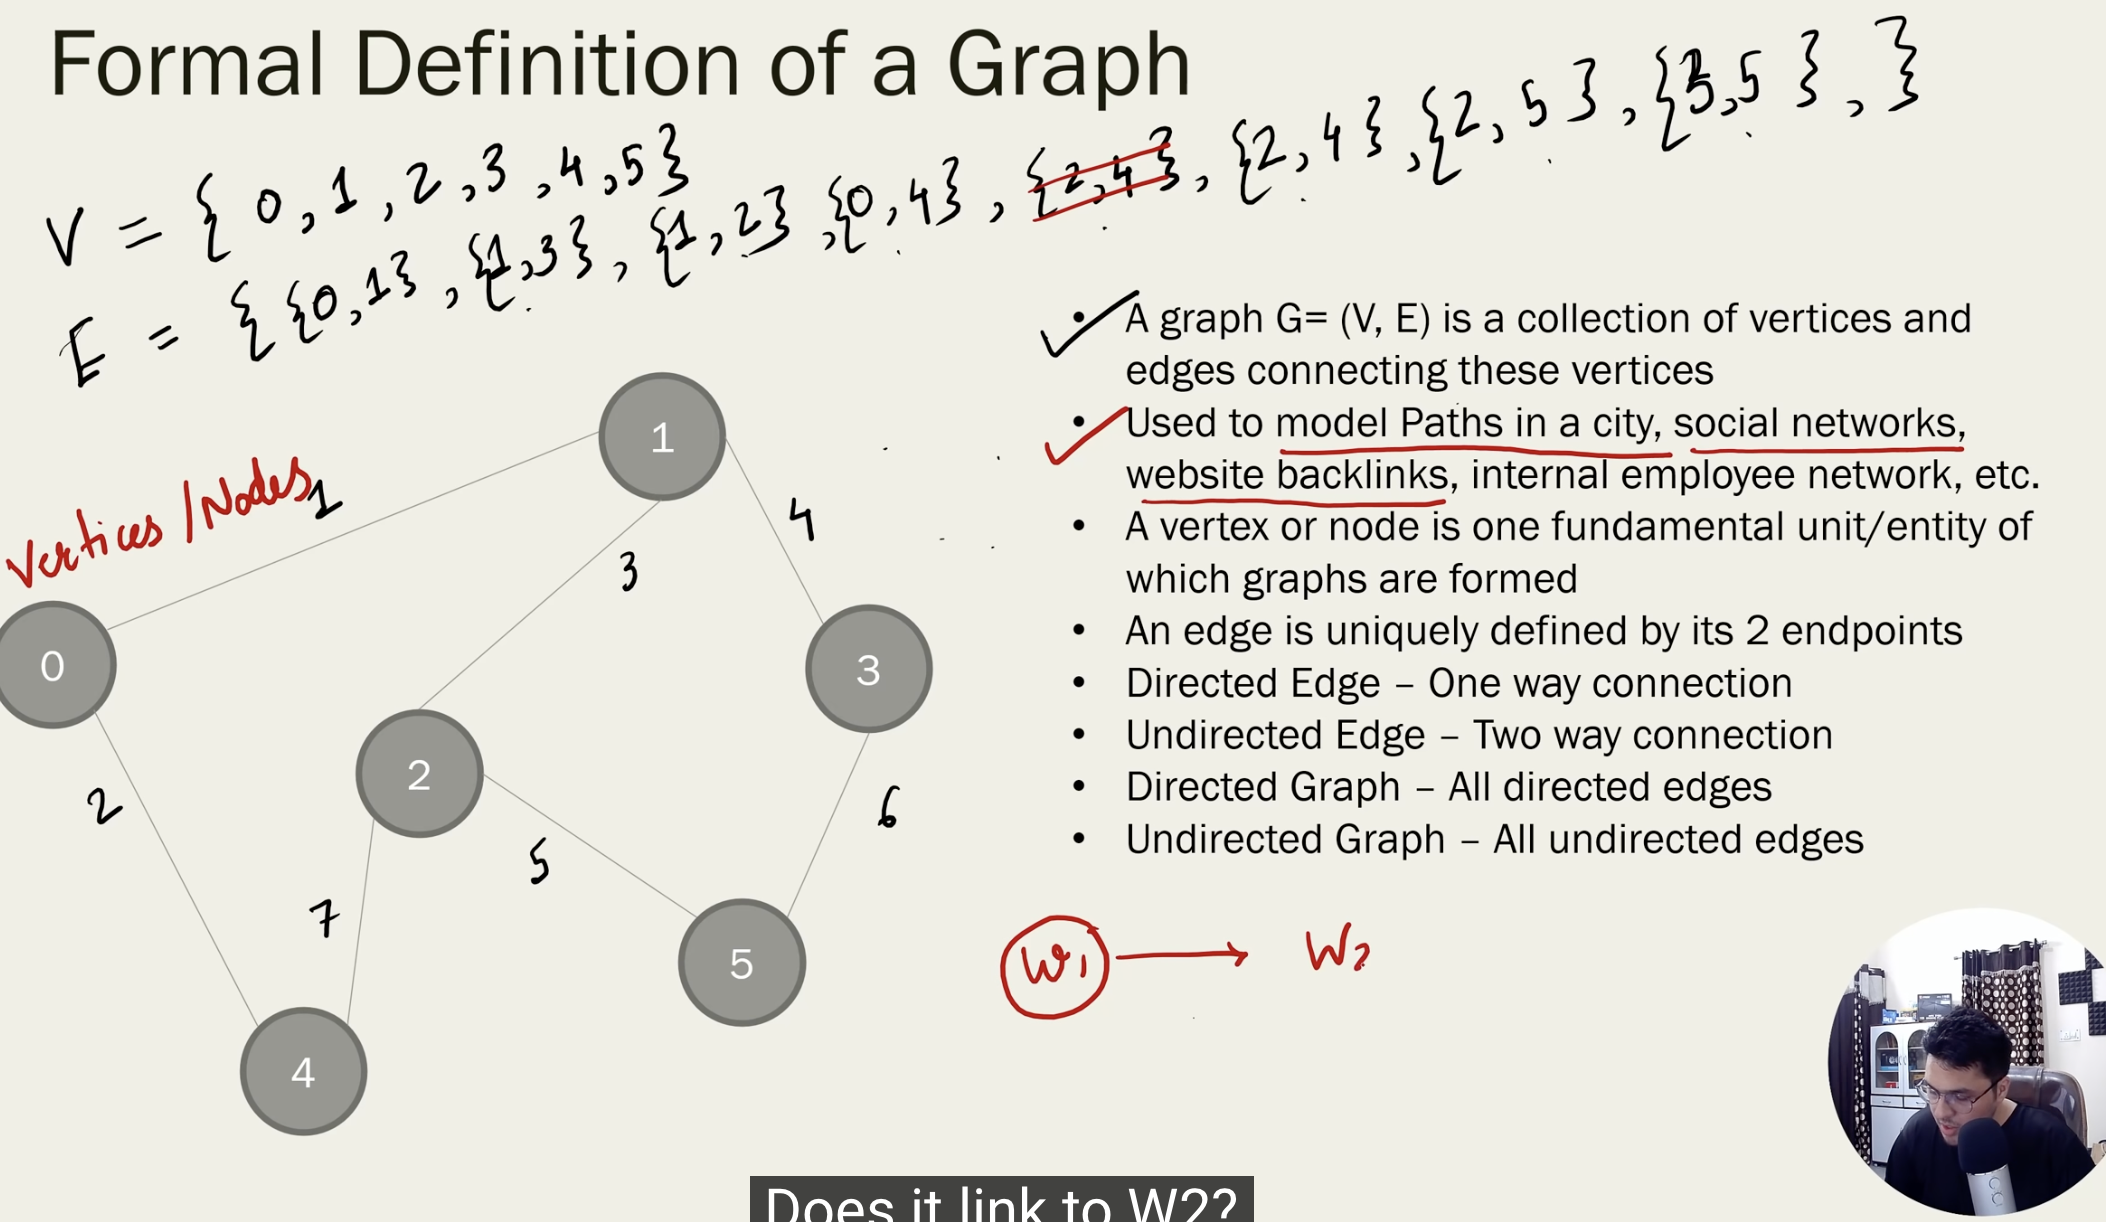 Formal Definition of a Graph
V = { 0, 1, 2, 3, 4, 5}
E = { {0,1}, {1,3}, {1,2}, {0,4}, {2,4}, {2,4}, {2,5}, {3,5}, }
• A graph G= (V, E) is a collection of vertices and
edges connecting these vertices
• Used to model Paths in a city, social networks,
website backlinks, internal employee network, etc.
• A vertex or node is one fundamental unit/entity of
which graphs are formed
• An edge is uniquely defined by its 2 endpoints
• Directed Edge – One way connection
• Undirected Edge – Two way connection
• Directed Graph – All directed edges
• Undirected Graph – All undirected edges
Vertices/Nodes
1
1
4
3
0
3
2
2
6
5
7
5
4
W1 → W2
Does it link to W2?